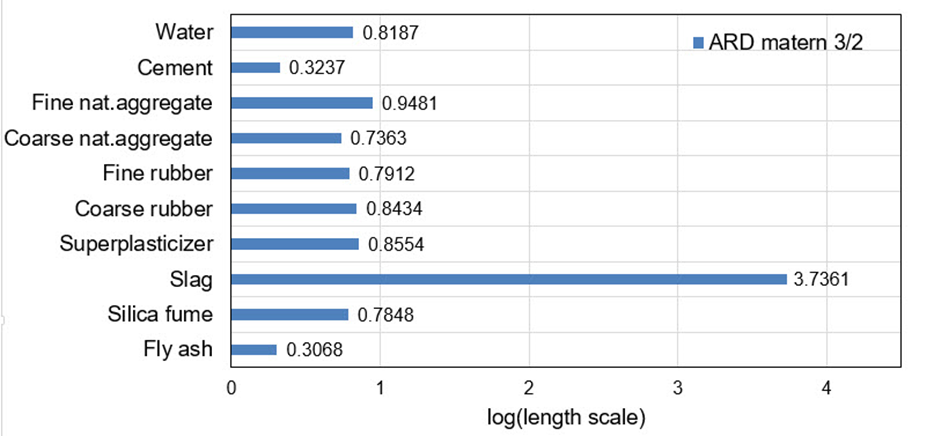 ARD matern 3/2
Water 0.8187
Cement 0.3237
Fine nat.aggregate 0.9481
Coarse nat.aggregate 0.7363
Fine rubber 0.7912
Coarse rubber 0.8434
Superplasticizer 0.8554
Slag 3.7361
Silica fume 0.7848
Fly ash 0.3068
0 1 2 3 4
log(length scale)